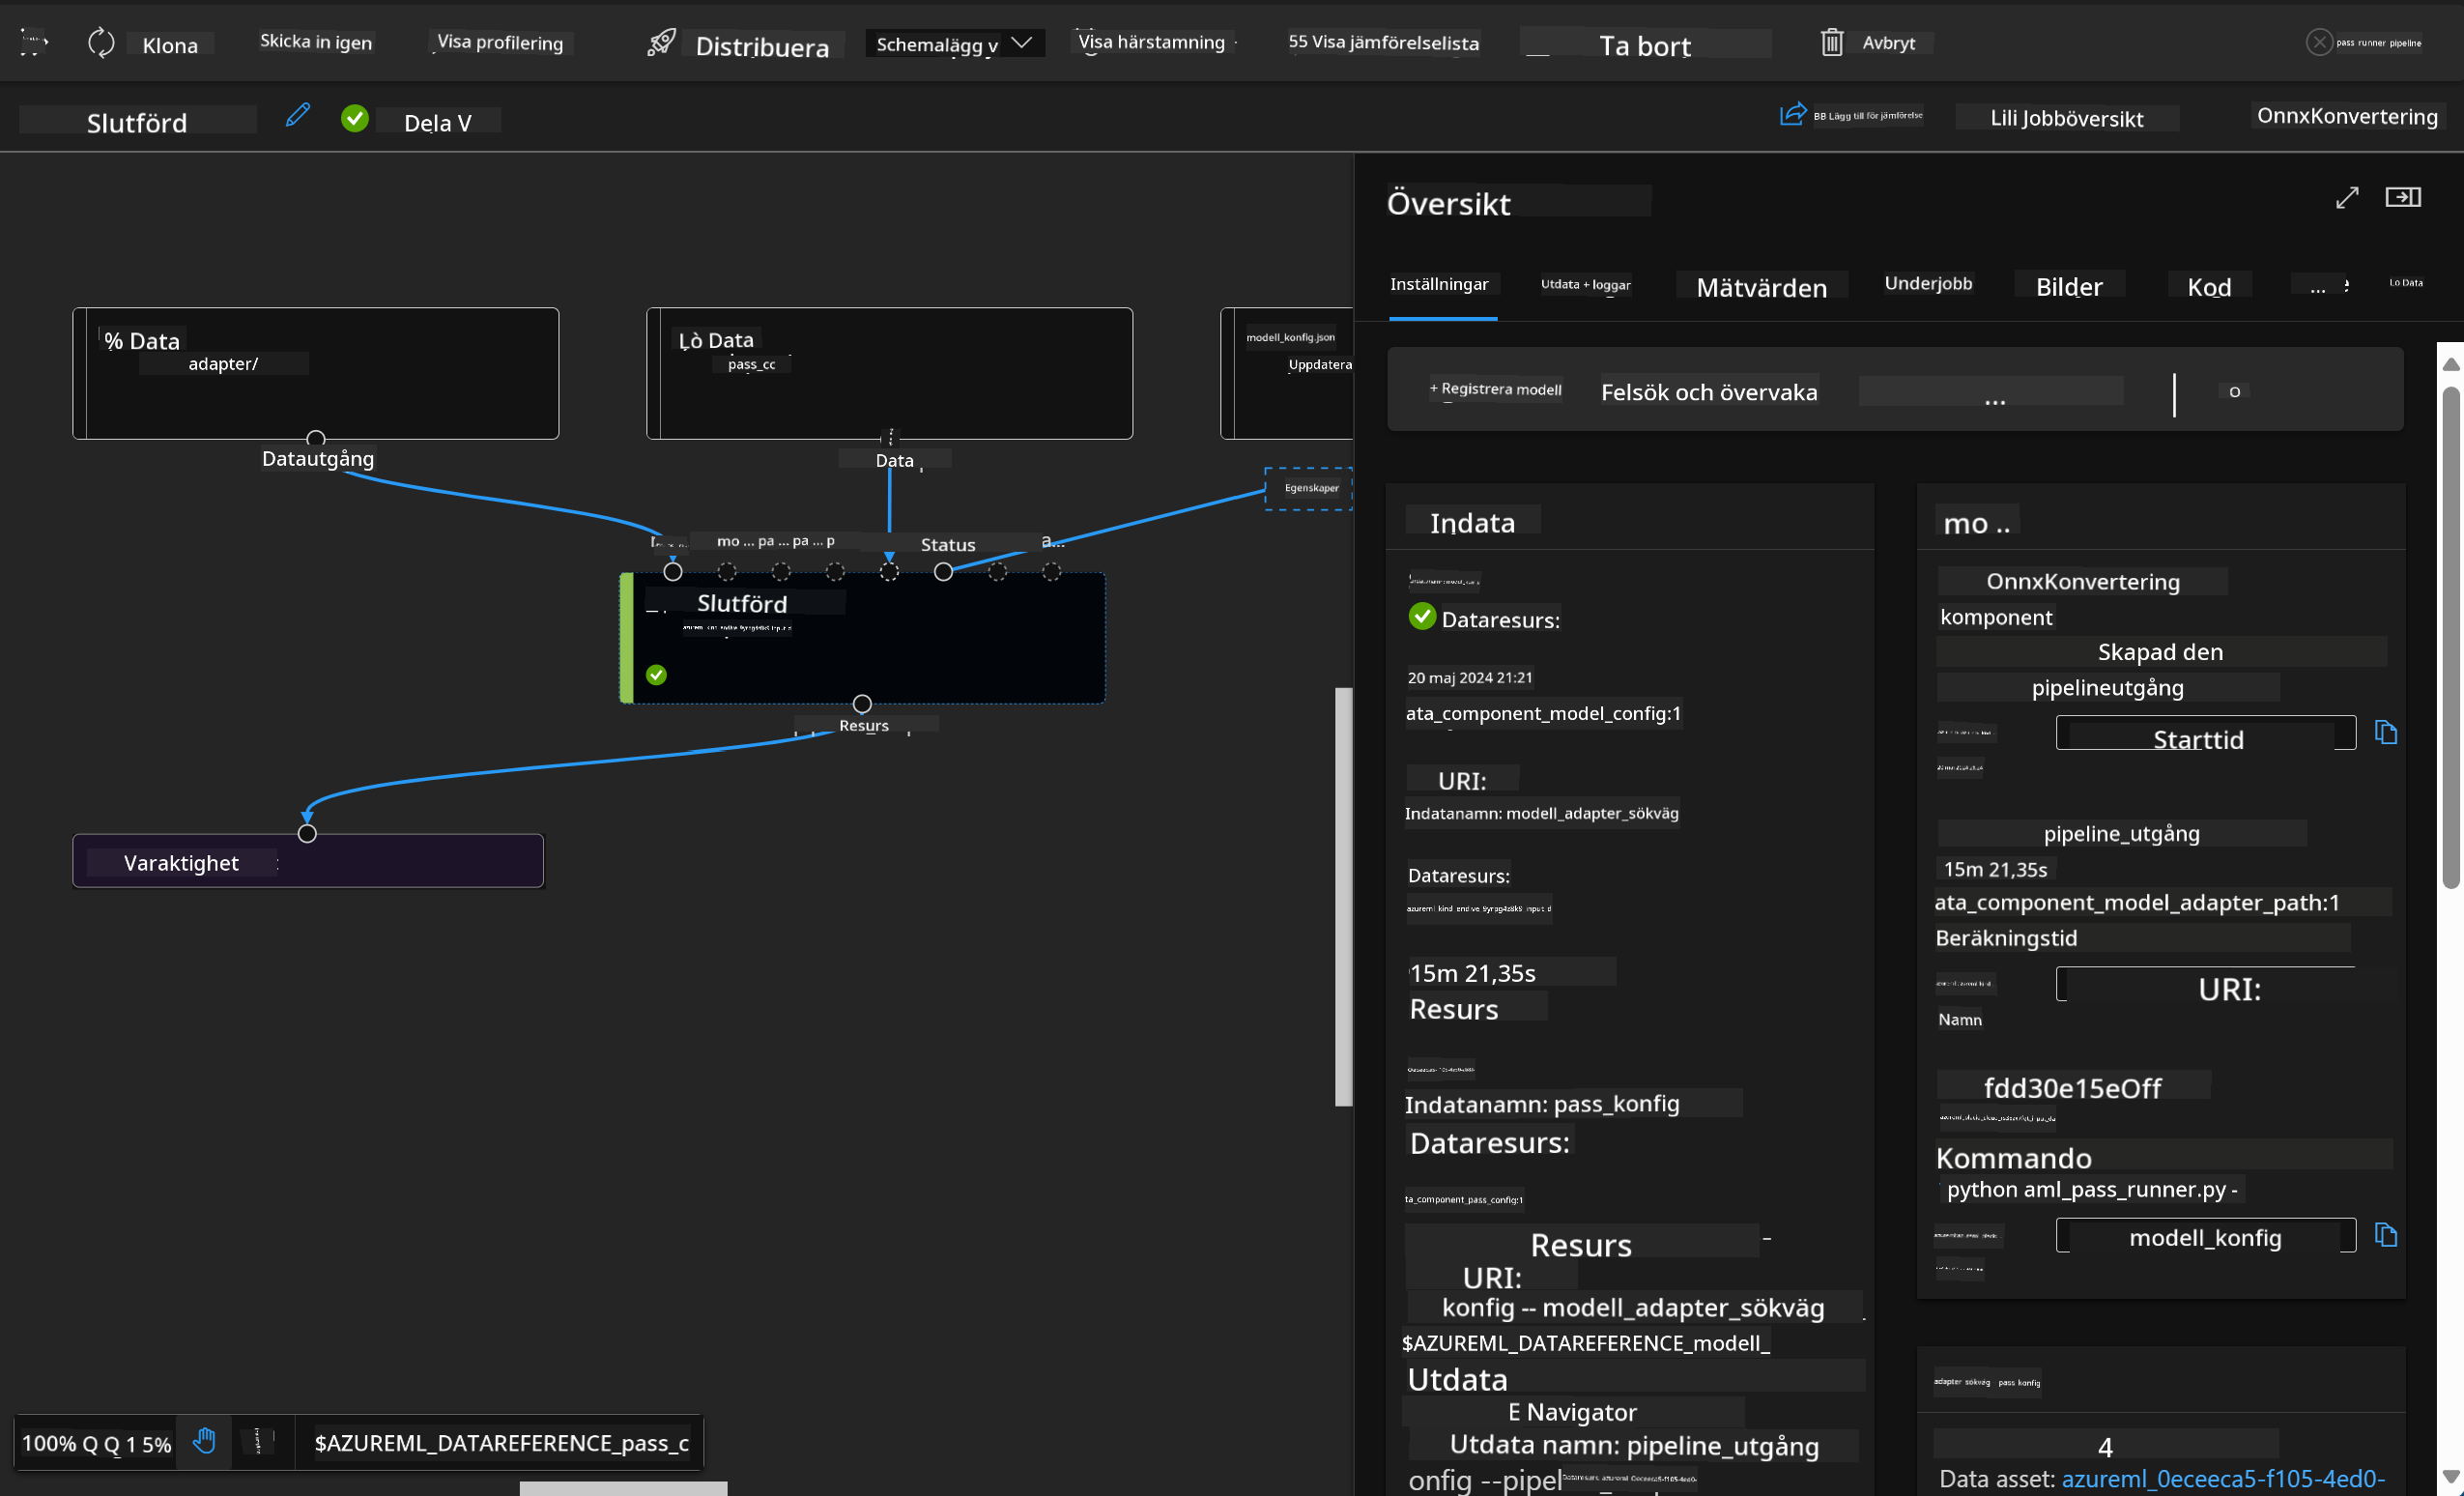 Klona
Skicka in igen
Visa profilering
Distribuera
Schemalägg v
Visa härstamning
55 Visa jämförelselista
Ta bort
Avbryt
pass runner pipeline
Slutförd
Dela V
BB Lägg till för jämförelse
Lili Jobböversikt
OnnxKonvertering
Översikt
Inställningar
Utdata + loggar
Mätvärden
Underjobb
Bilder
Kod
...
Lo Data
% Data
adapter/
Datautgång
Lò Data
pass_cc
Data
modell_konfig.json
Uppdatera
Egenskaper
mo ... pa ... pa ... p
Status
a...
Slutförd
Resurs
Varaktighet
100% Q Q 1 5%
$AZUREML_DATAREFERENCE_pass_c
+ Registrera modell
Felsök och övervaka
...
O
Indata
Dataresurs:
20 maj 2024 21:21
ata_component_model_config:1
URI:
Indatanamn: modell_adapter_sökväg
Dataresurs:
15m 21,35s
Resurs
Indatanamn: pass_konfig
Dataresurs:
ta_component_pass_config:1
Resurs
URI:
konfig -- modell_adapter_sökväg
$AZUREML_DATAREFERENCE_modell_
Utdata
E Navigator
Utdata namn: pipeline_utgång
onfig --pipel
mo ..
OnnxKonvertering
komponent
Skapad den
pipelineutgång
Starttid
pipeline_utgång
15m 21,35s
ata_component_model_adapter_path:1
Beräkningstid
URI:
Namn
fdd30e15eOff
Kommando
python aml_pass_runner.py -
modell_konfig
adapter sökväg pass konfig
4
Data asset: azureml_0eceeca5-f105-4ed0-